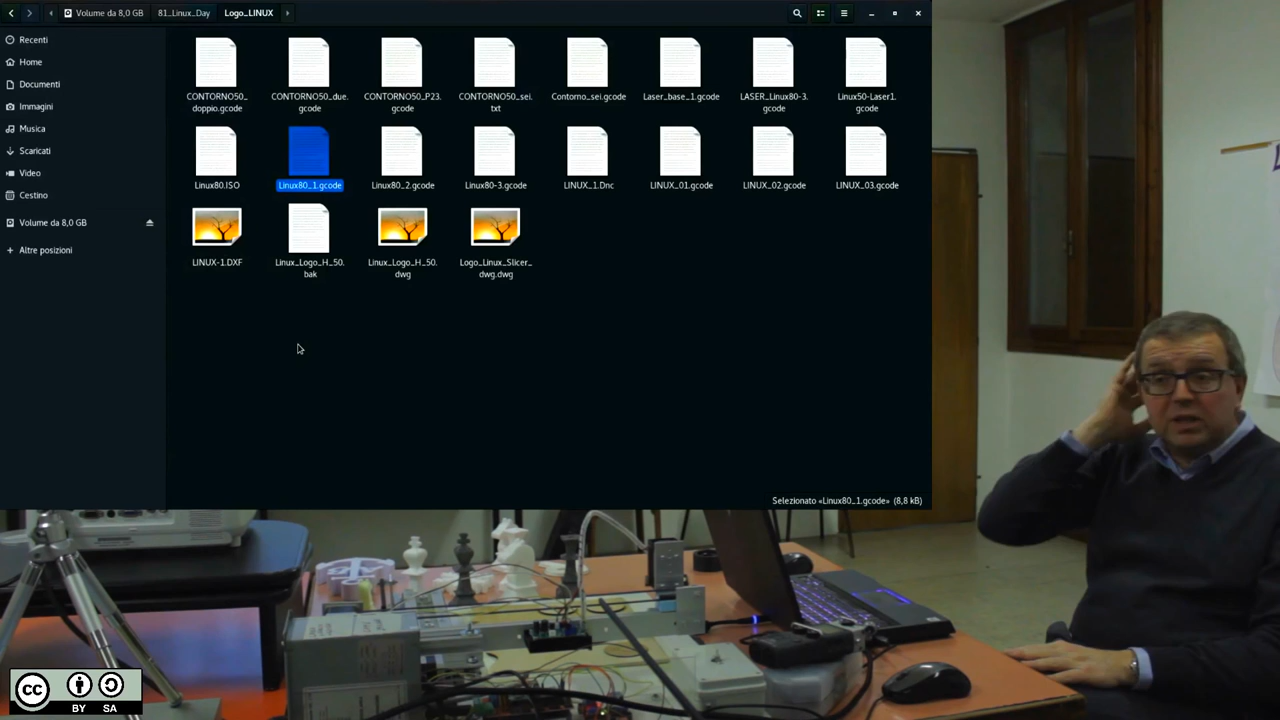 Volume da 8,0 GB 81_Linux_Day Logo_LINUX
Recenti
Home
Documenti
Immagini
Musica
Scaricati
Video
Cestino
Volume da 8,0 GB
Altre posizioni
CONTORNO50_
doppio.gcode
CONTORNO50_due.
gcode
CONTORNO50_P23.
gcode
CONTORNO50_sei.
txt
Contorno_sei.gcode
Laser_base_1.gcode
LASER_Linux80-3.
gcode
Linux50-Laser1.
gcode
Linux80.ISO
Linux80_1.gcode
Linux80_2.gcode
Linux80-3.gcode
LINUX_1.Dnc
LINUX_01.gcode
LINUX_02.gcode
LINUX_03.gcode
LINUX-1.DXF
Linux_Logo_H_50.
bak
Linux_Logo_H_50.
dwg
Logo_Linux_Slicer_
dwg.dwg
Selezionato «Linux80_1.gcode» (8,8 kB)
cc
BY SA